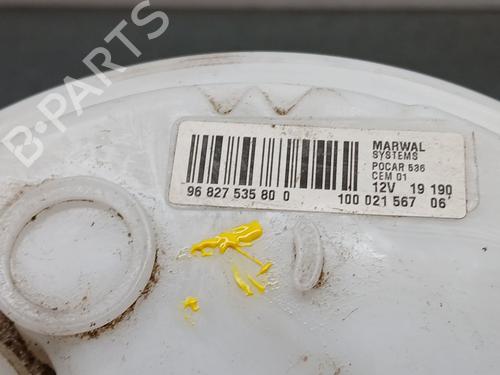 B-PARTS
MARWAL
SYSTEMS
POCAR 536
CEM 01
12V 19 190
96 827 535 80 0
100 021 567 06'